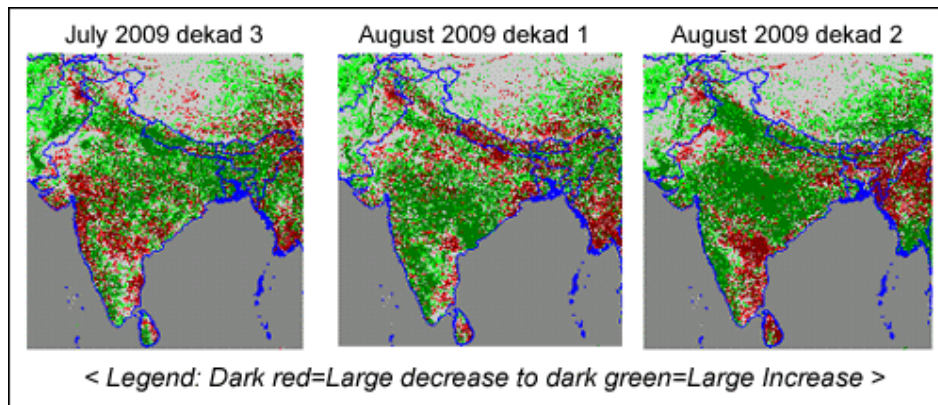 July 2009 dekad 3
August 2009 dekad 1
August 2009 dekad 2
< Legend: Dark red=Large decrease to dark green=Large Increase >